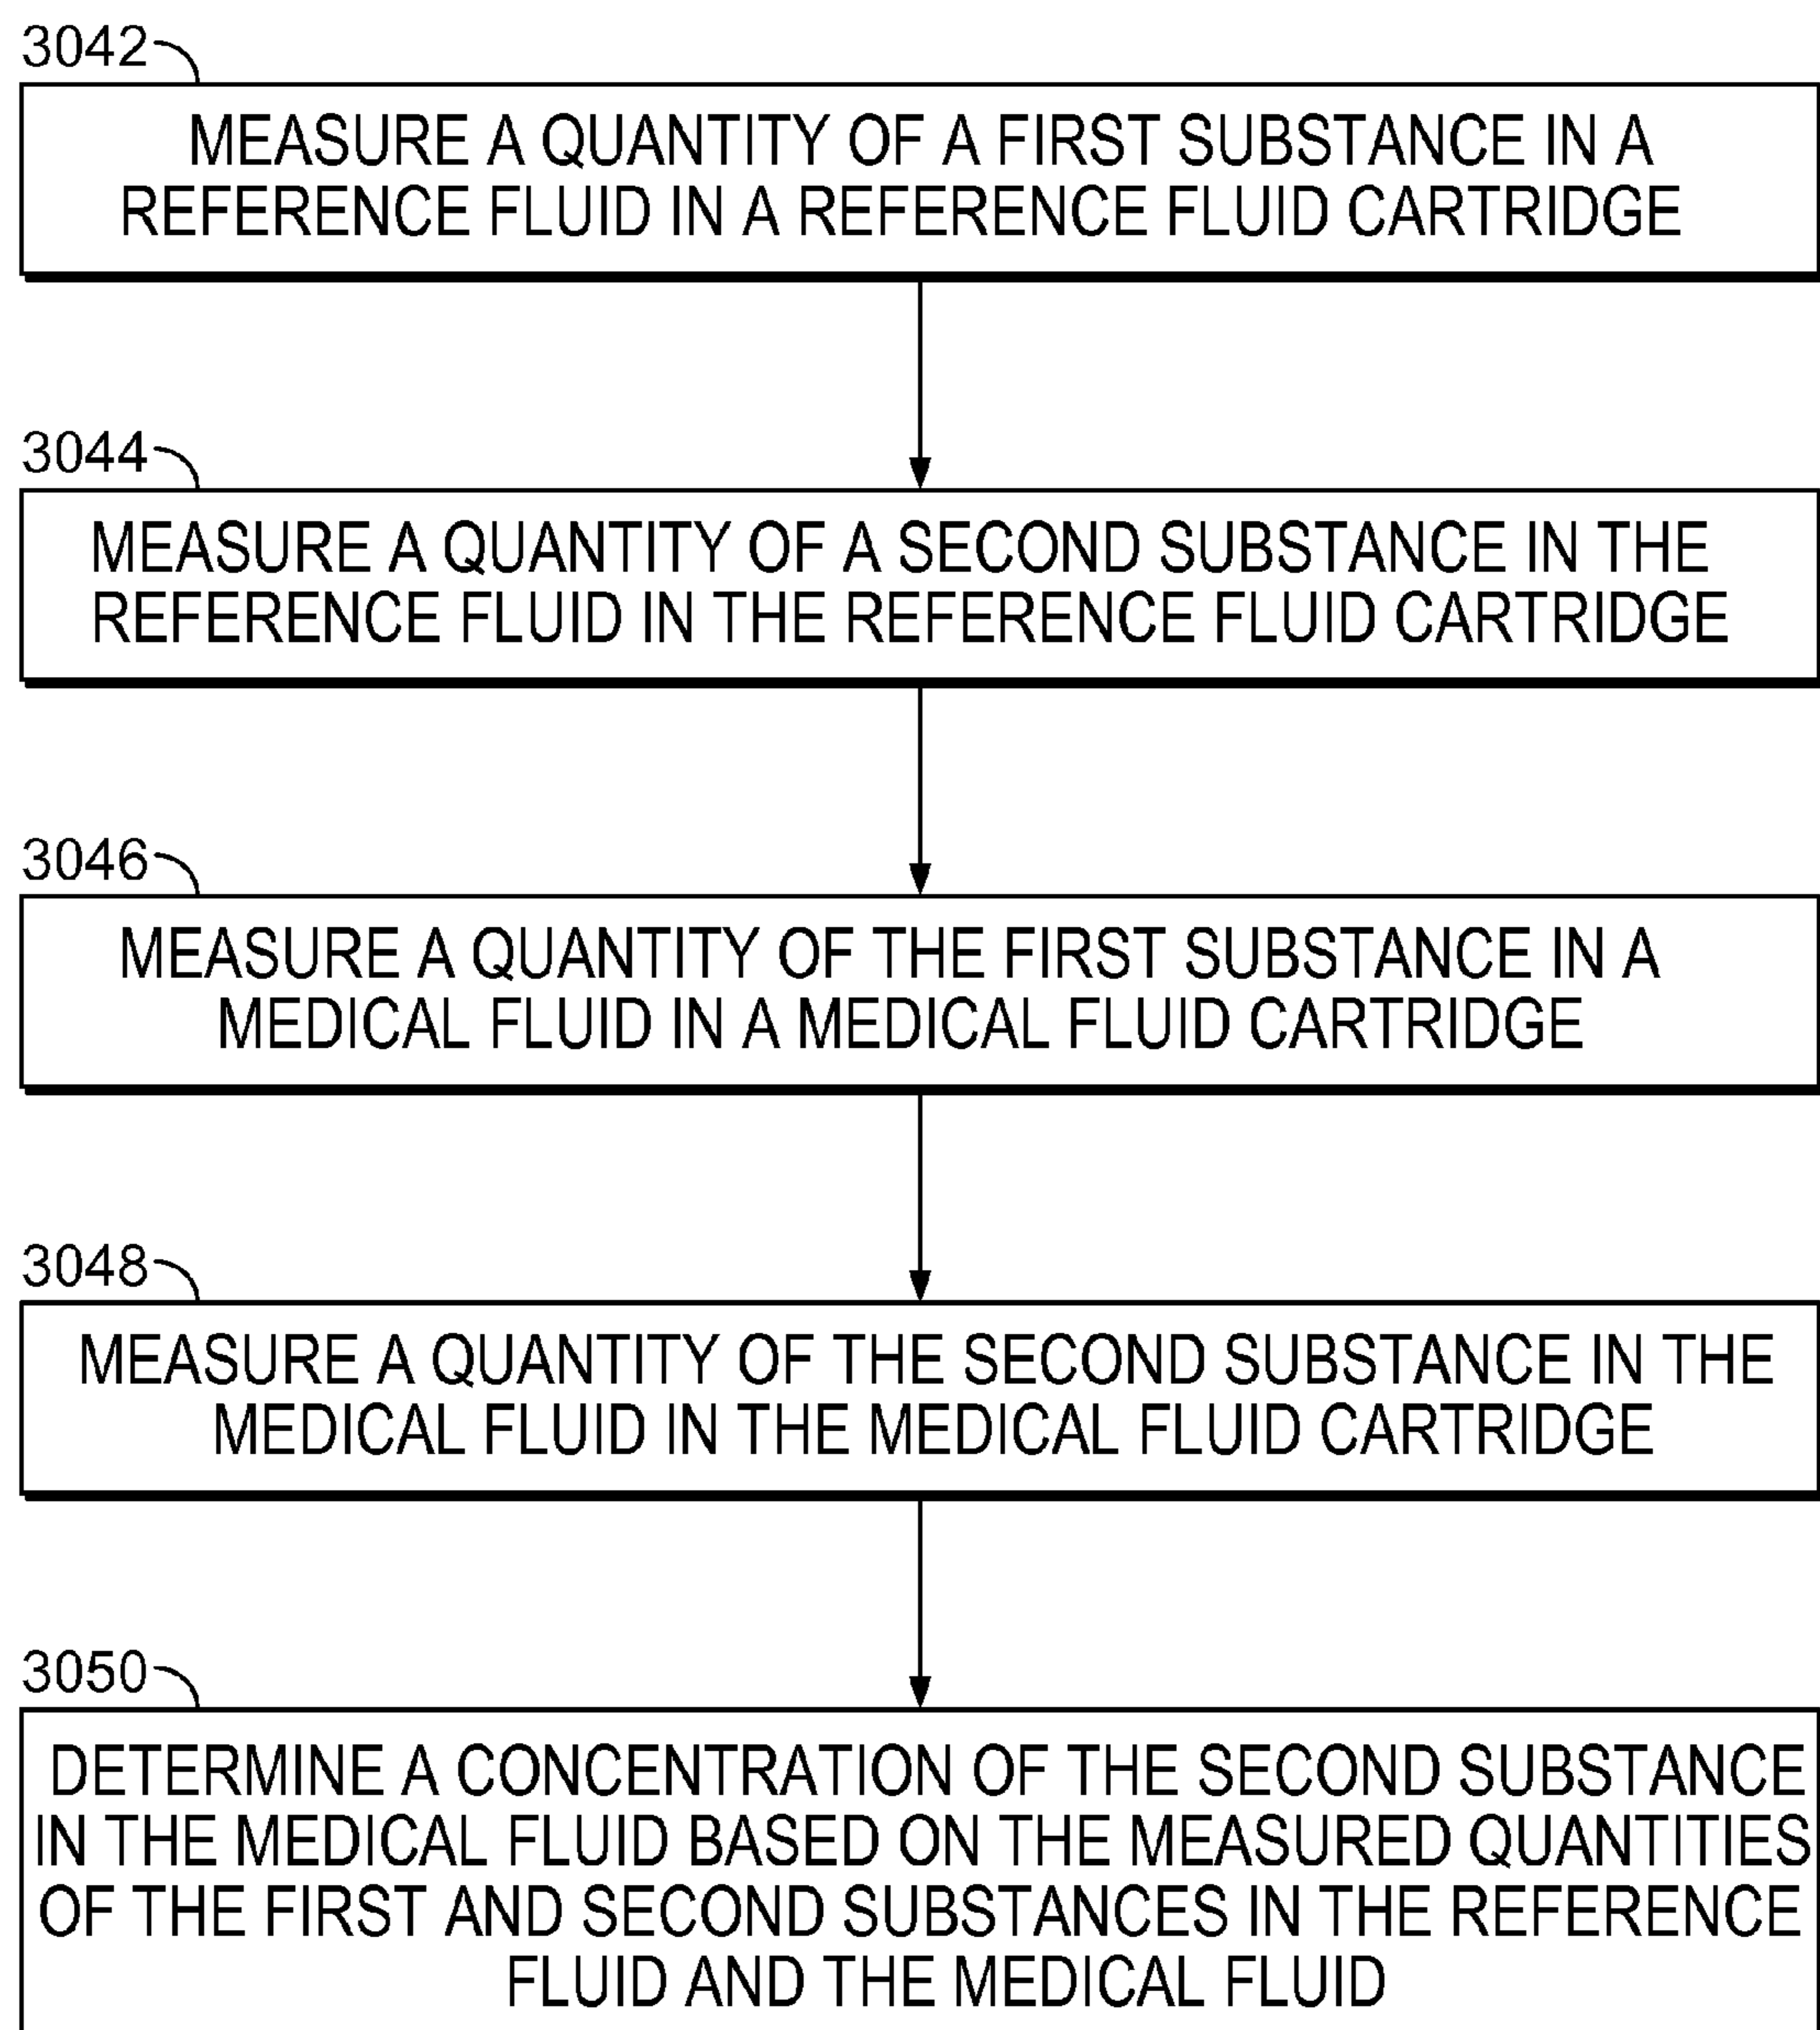 3042
MEASURE A QUANTITY OF A FIRST SUBSTANCE IN A
REFERENCE FLUID IN A REFERENCE FLUID CARTRIDGE
3044
MEASURE A QUANTITY OF A SECOND SUBSTANCE IN THE
REFERENCE FLUID IN THE REFERENCE FLUID CARTRIDGE
3046
MEASURE A QUANTITY OF THE FIRST SUBSTANCE IN A
MEDICAL FLUID IN A MEDICAL FLUID CARTRIDGE
3048
MEASURE A QUANTITY OF THE SECOND SUBSTANCE IN THE
MEDICAL FLUID IN THE MEDICAL FLUID CARTRIDGE
3050
DETERMINE A CONCENTRATION OF THE SECOND SUBSTANCE
IN THE MEDICAL FLUID BASED ON THE MEASURED QUANTITIES
OF THE FIRST AND SECOND SUBSTANCES IN THE REFERENCE
FLUID AND THE MEDICAL FLUID